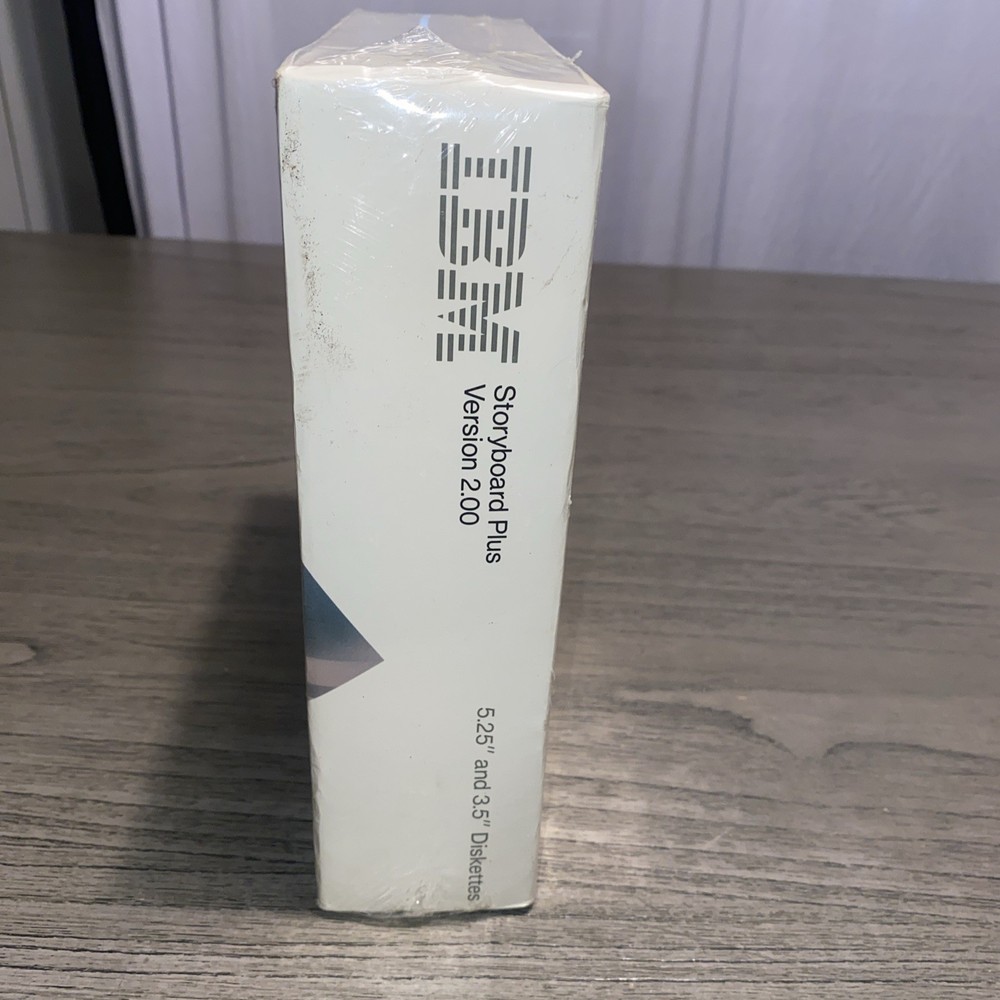 IBM
Storyboard Plus
Version 2.00
5.25" and 3.5" Diskettes